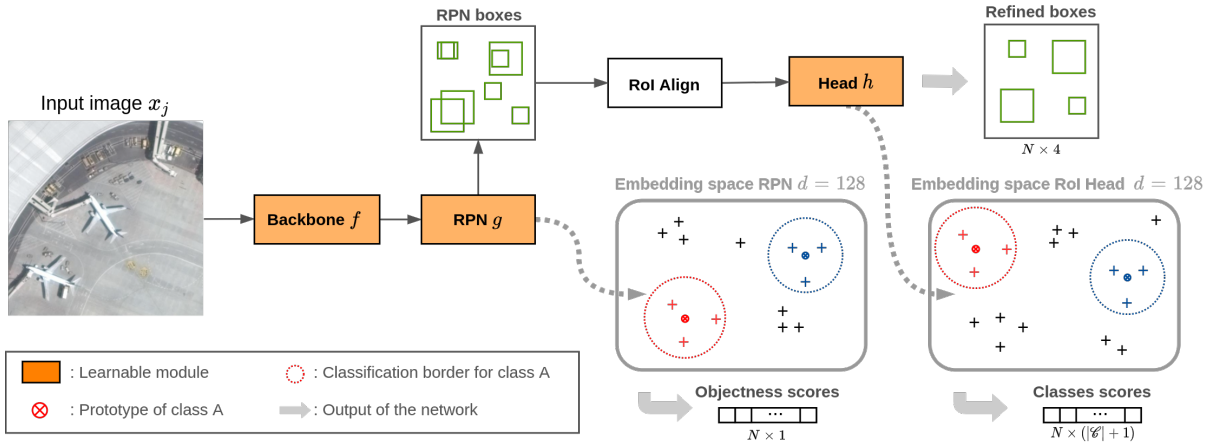 RPN boxes
Refined boxes
RoI Align
Head h
Input image x_j
N × 4
Embedding space RPN d = 128
Embedding space RoI Head d = 128
Backbone f
RPN g
: Learnable module
: Classification border for class A
: Prototype of class A
: Output of the network
Objectness scores
...
N × 1
Classes scores
...
N × (|𝒞| + 1)